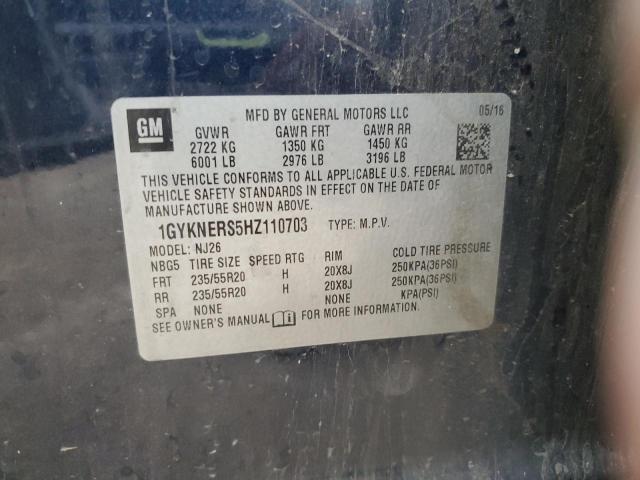 GM
MFD BY GENERAL MOTORS LLC 05/16
GVWR GAWR FRT GAWR RR
2722 KG 1350 KG 1450 KG
6001 LB 2976 LB 3196 LB
THIS VEHICLE CONFORMS TO ALL APPLICABLE U.S. FEDERAL MOTOR
VEHICLE SAFETY STANDARDS IN EFFECT ON THE DATE OF
MANUFACTURE SHOWN ABOVE.
1GYKNERS5HZ110703 TYPE: M.P.V.
MODEL: NJ26
NBG5 TIRE SIZE SPEED RTG RIM COLD TIRE PRESSURE
FRT 235/55R20 H 20X8J 250KPA(36PSI)
RR 235/55R20 H 20X8J 250KPA(36PSI)
SPA NONE NONE KPA(PSI)
SEE OWNER'S MANUAL FOR MORE INFORMATION.